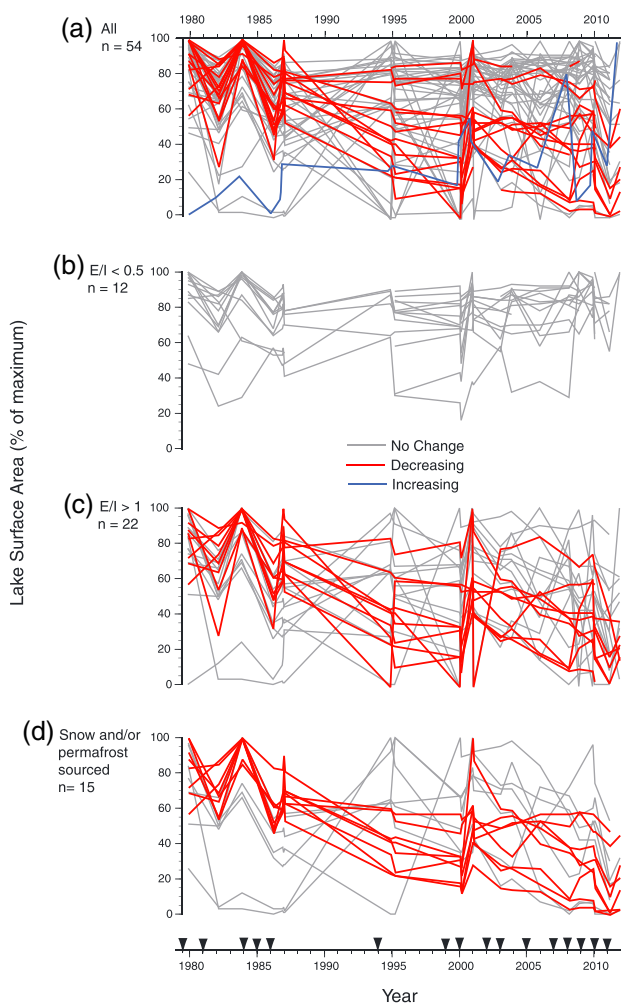 1980 1985 1990 1995 2000 2005 2010
(a) All
n = 54
100
80
60
40
20
0
(b) E/I < 0.5
n = 12
100
80
60
40
20
0
Lake Surface Area (% of maximum)
No Change
Decreasing
Increasing
(c) E/I > 1
n = 22
100
80
60
40
20
0
(d) Snow and/or
permafrost
sourced
n= 15
100
80
60
40
20
0
1980 1985 1990 1995 2000 2005 2010
Year